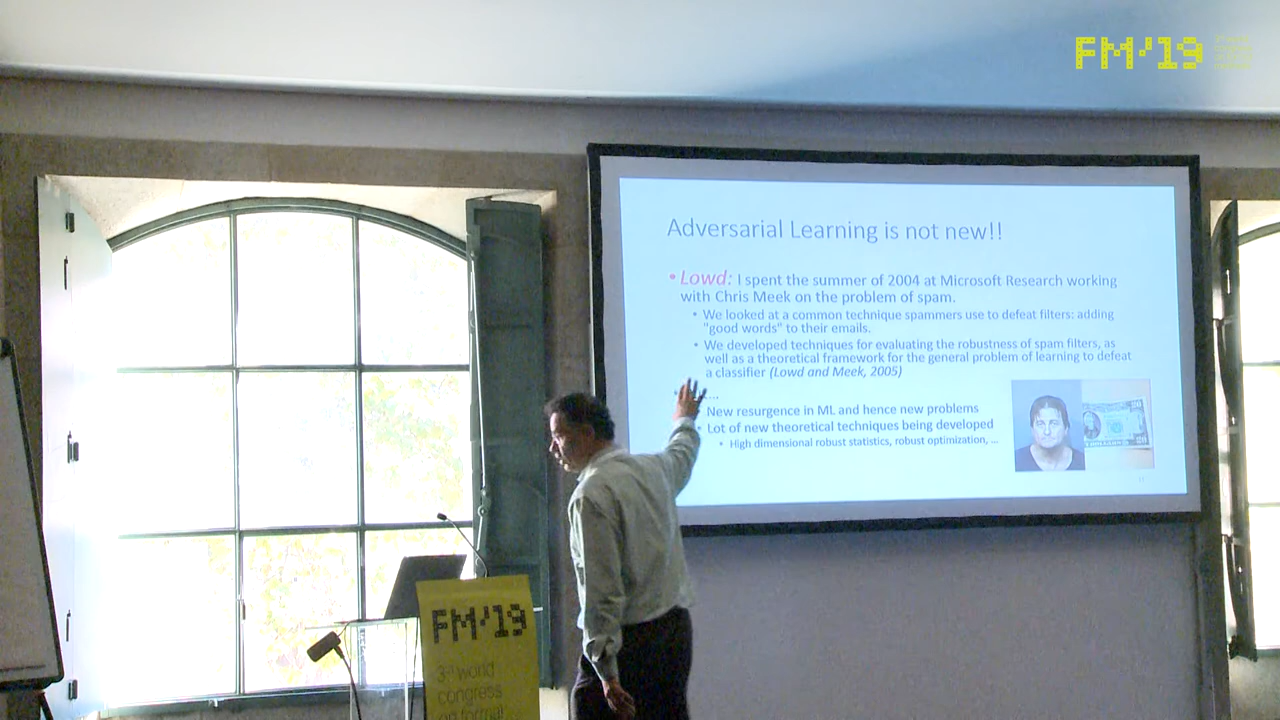 FM'19
Adversarial Learning is not new!!
• Lowd: I spent the summer of 2004 at Microsoft Research working
with Chris Meek on the problem of spam.
• We looked at a common technique spammers use to defeat filters: adding
"good words" to their emails.
• We developed techniques for evaluating the robustness of spam filters, as
well as a theoretical framework for the general problem of learning to defeat
a classifier (Lowd and Meek, 2005)
....
New resurgence in ML and hence new problems
• Lot of new theoretical techniques being developed
• High dimensional robust statistics, robust optimization, ...
FM'19
3rd world
congress
on formal